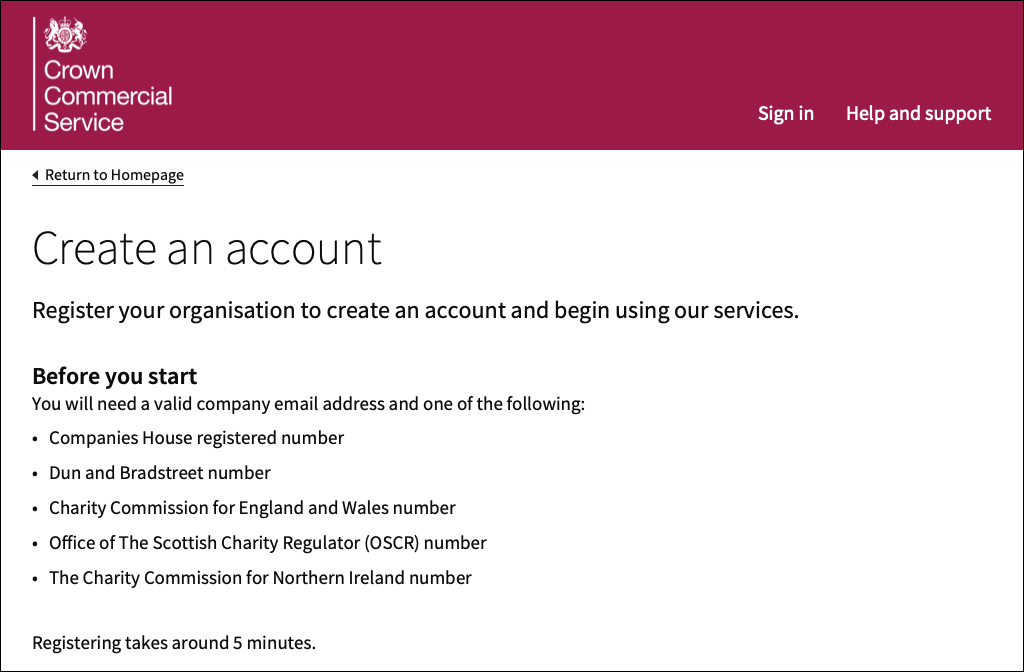 Crown
Commercial
Service
Sign in
Help and support
Return to Homepage
Create an account
Register your organisation to create an account and begin using our services.
Before you start
You will need a valid company email address and one of the following:
• Companies House registered number
• Dun and Bradstreet number
• Charity Commission for England and Wales number
• Office of The Scottish Charity Regulator (OSCR) number
• The Charity Commission for Northern Ireland number
Registering takes around 5 minutes.